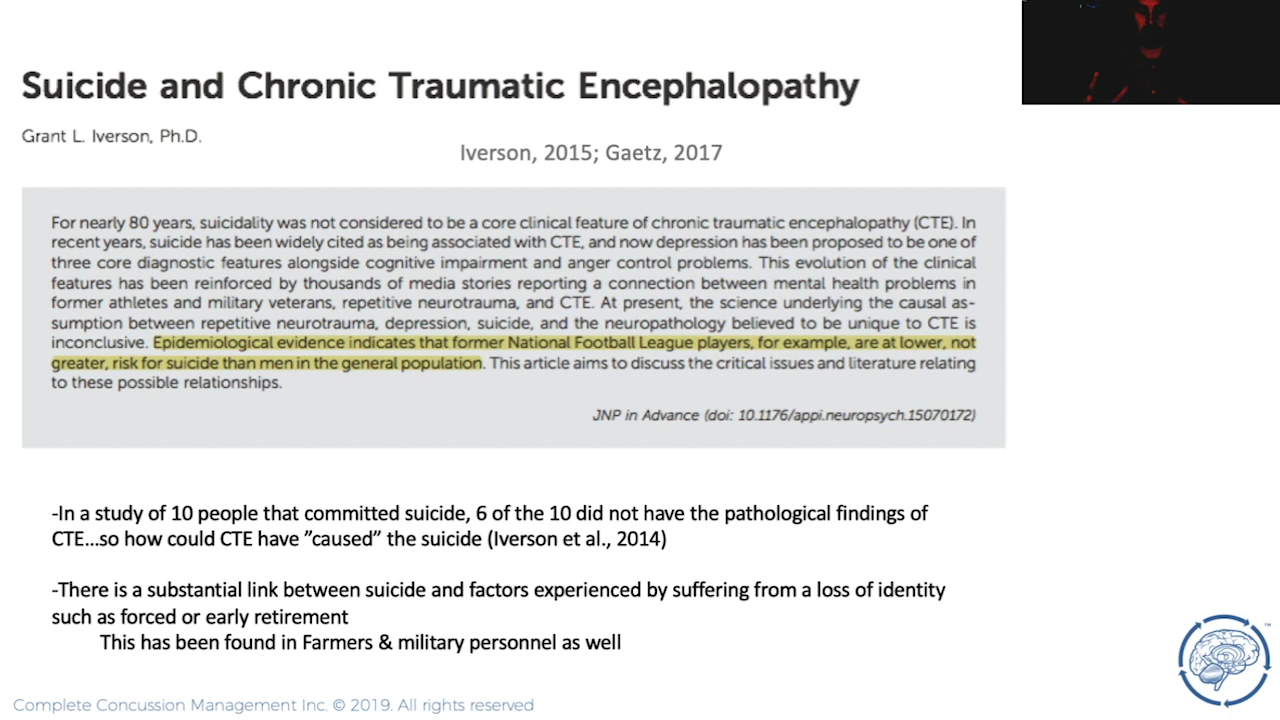 Suicide and Chronic Traumatic Encephalopathy
Grant L. Iverson, Ph.D.
Iverson, 2015; Gaetz, 2017
For nearly 80 years, suicidality was not considered to be a core clinical feature of chronic traumatic encephalopathy (CTE). In
recent years, suicide has been widely cited as being associated with CTE, and now depression has been proposed to be one of
three core diagnostic features alongside cognitive impairment and anger control problems. This evolution of the clinical
features has been reinforced by thousands of media stories reporting a connection between mental health problems in
former athletes and military veterans, repetitive neurotrauma, and CTE. At present, the science underlying the causal as-
sumption between repetitive neurotrauma, depression, suicide, and the neuropathology believed to be unique to CTE is
inconclusive. Epidemiological evidence indicates that former National Football League players, for example, are at lower, not
greater, risk for suicide than men in the general population. This article aims to discuss the critical issues and literature relating
to these possible relationships.
JNP in Advance (doi: 10.1176/appi.neuropsych.15070172)
-In a study of 10 people that committed suicide, 6 of the 10 did not have the pathological findings of
CTE...so how could CTE have ”caused” the suicide (Iverson et al., 2014)
-There is a substantial link between suicide and factors experienced by suffering from a loss of identity
such as forced or early retirement
This has been found in Farmers & military personnel as well
TM
Complete Concussion Management Inc. © 2019. All rights reserved